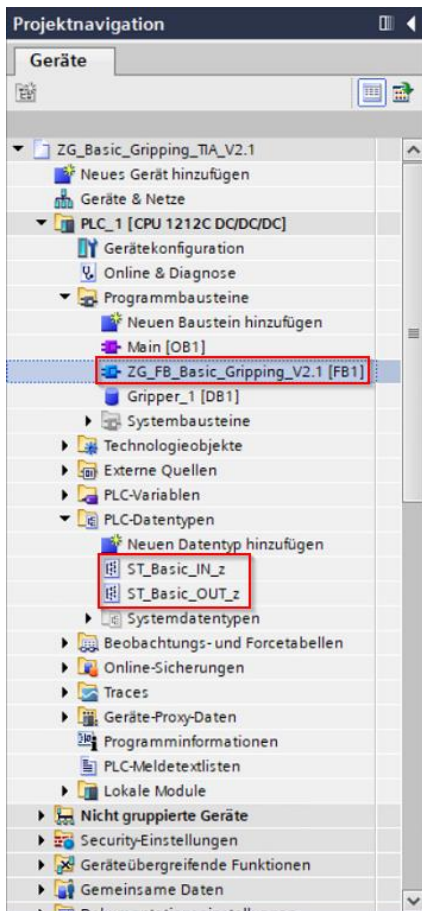 Projektnavigation
Geräte
ZG_Basic_Gripping_TIA_V2.1
Neues Gerät hinzufügen
Geräte & Netze
PLC_1 [CPU 1212C DC/DC/DC]
Gerätekonfiguration
Online & Diagnose
Programmbausteine
Neuen Baustein hinzufügen
Main [OB1]
ZG_FB_Basic_Gripping_V2.1 [FB1]
Gripper_1 [DB1]
Systembausteine
Technologieobjekte
Externe Quellen
PLC-Variablen
PLC-Datentypen
Neuen Datentyp hinzufügen
ST_Basic_IN_z
ST_Basic_OUT_z
Systemdatentypen
Beobachtungs- und Forcetabellen
Online-Sicherungen
Traces
Geräte-Proxy-Daten
Programminformationen
PLC-Meldetextlisten
Lokale Module
Nicht gruppierte Geräte
Security-Einstellungen
Geräteübergreifende Funktionen
Gemeinsame Daten